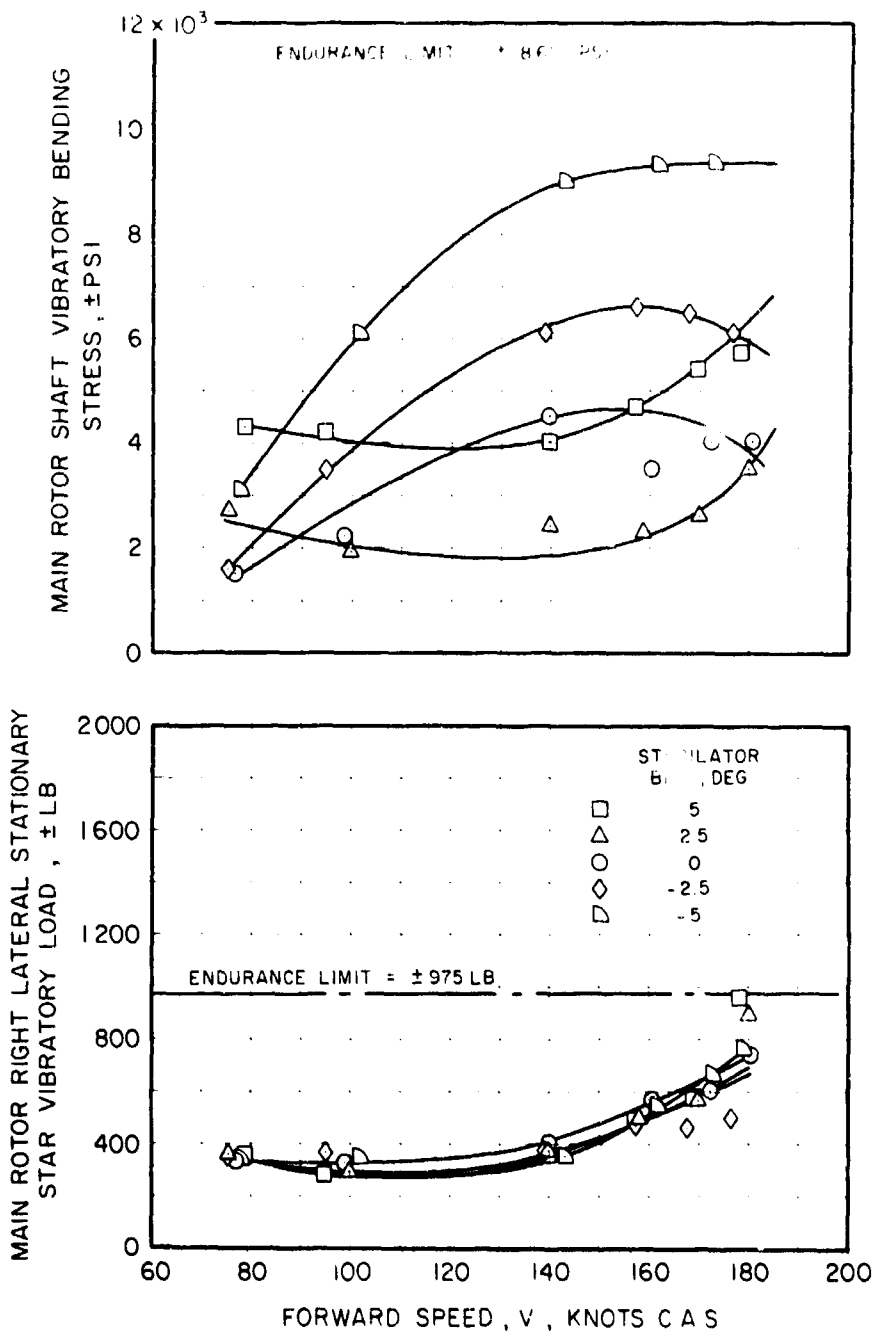 12 × 10³
ENDURANCE
10
8
6
4
2
0
MAIN ROTOR SHAFT VIBRATORY BENDING
STRESS, ±PSI
2000
1600
1200
800
400
0
MAIN ROTOR RIGHT LATERAL STATIONARY
STAR VIBRATORY LOAD, ±LB
DEG
5
2.5
0
-2.5
-5
ENDURANCE LIMIT = ±975 LB
60 80 100 120 140 160 180 200
FORWARD SPEED, V, KNOTS CAS